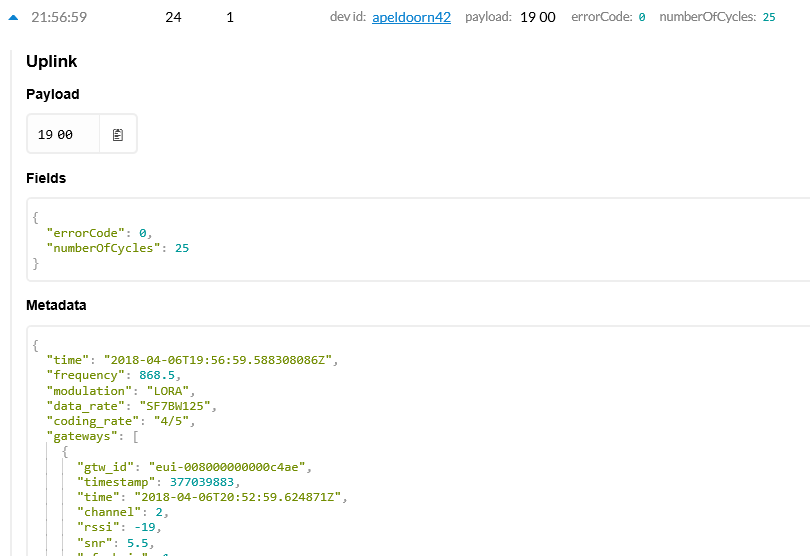 21:56:59 24 1 dev id: apeldoorn42 payload: 19 00 errorCode: 0 numberOfCycles: 25
Uplink
Payload
19 00
Fields
{
"errorCode": 0,
"numberOfCycles": 25
}
Metadata
{
"time": "2018-04-06T19:56:59.588308086Z",
"frequency": 868.5,
"modulation": "LORA",
"data_rate": "SF7BW125",
"coding_rate": "4/5",
"gateways": [
{
"gtw_id": "eui-008000000000c4ae",
"timestamp": 377039883,
"time": "2018-04-06T20:52:59.624871Z",
"channel": 2,
"rssi": -19,
"snr": 5.5,